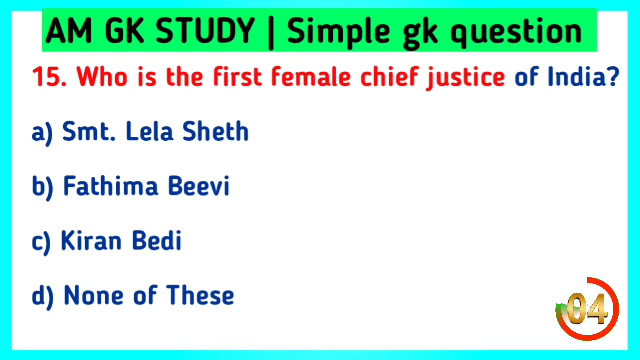 AM GK STUDY | Simple gk question
15. Who is the first female chief justice of India?
a) Smt. Lela Sheth
b) Fathima Beevi
c) Kiran Bedi
d) None of These
04